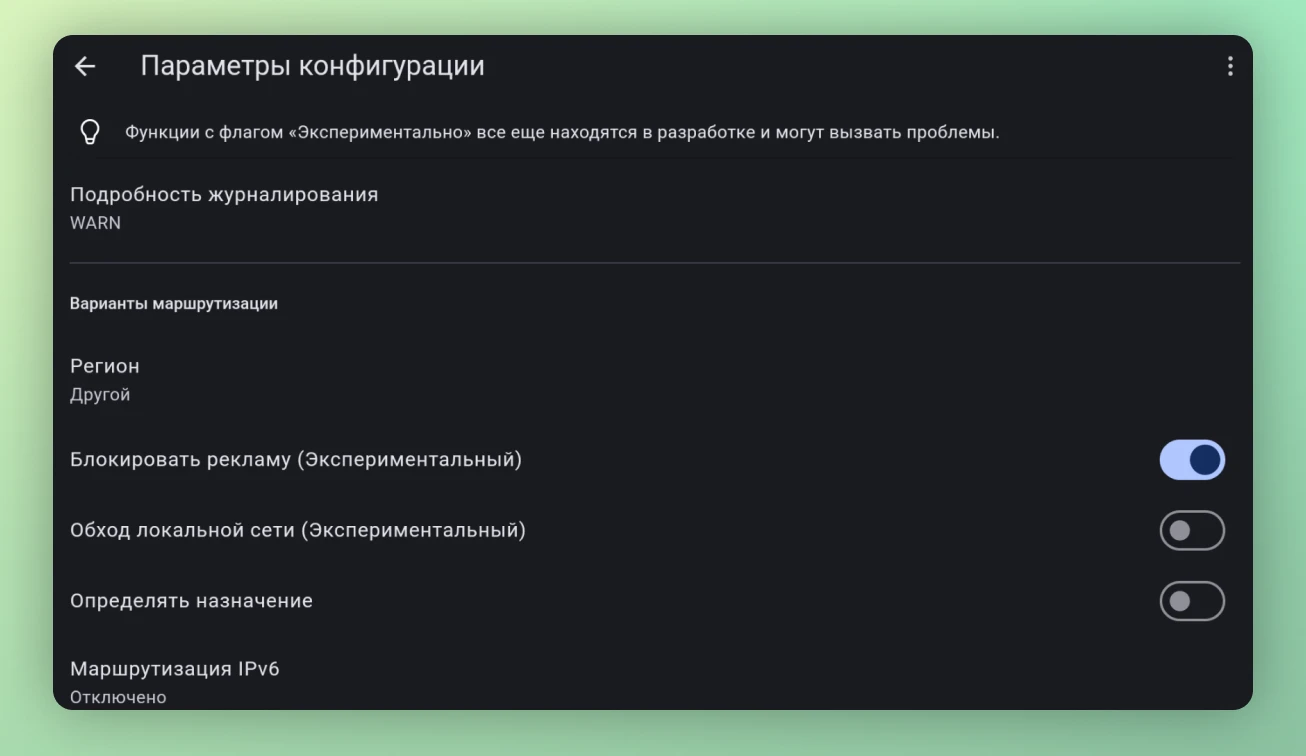 Параметры конфигурации
Функции с флагом «Экспериментально» все еще находятся в разработке и могут вызвать проблемы.
Подробность журналирования
WARN
Варианты маршрутизации
Регион
Другой
Блокировать рекламу (Экспериментальный)
Обход локальной сети (Экспериментальный)
Определять назначение
Маршрутизация IPv6
Отключено